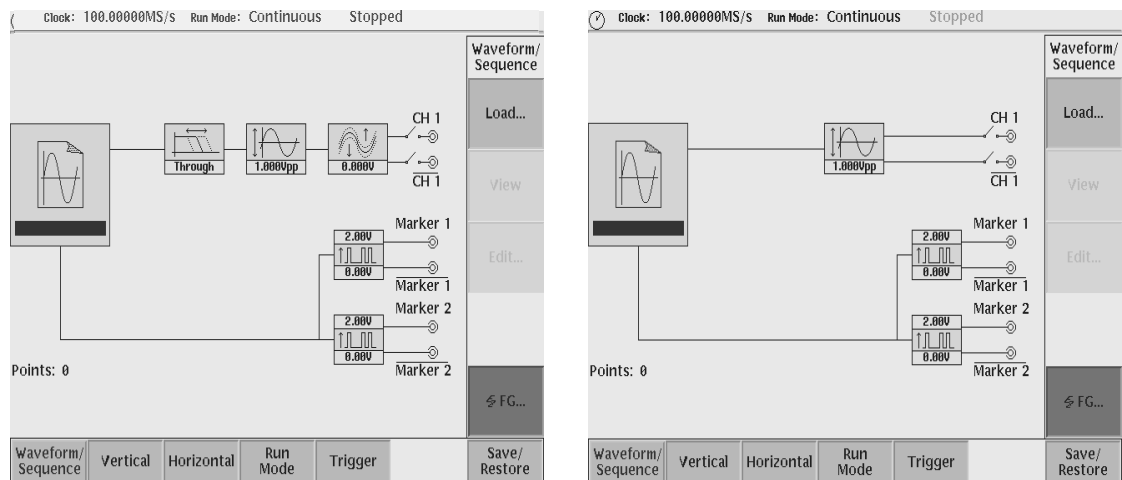 Clock: 100.00000MS/s Run Mode: Continuous Stopped
Waveform/
Sequence
Load...
CH 1
Through
1.000Vpp
0.000V
CH 1
View
Marker 1
2.00V
0.00V
Edit...
Marker 1
Marker 2
2.00V
0.00V
Marker 2
Points: 0
FG...
Waveform/
Sequence
Vertical
Horizontal
Run
Mode
Trigger
Save/
Restore
Clock: 100.00000MS/s Run Mode: Continuous Stopped
Waveform/
Sequence
Load...
CH 1
1.000Vpp
CH 1
View
Marker 1
2.00V
0.00V
Edit...
Marker 1
Marker 2
2.00V
0.00V
Marker 2
Points: 0
FG...
Waveform/
Sequence
Vertical
Horizontal
Run
Mode
Trigger
Save/
Restore